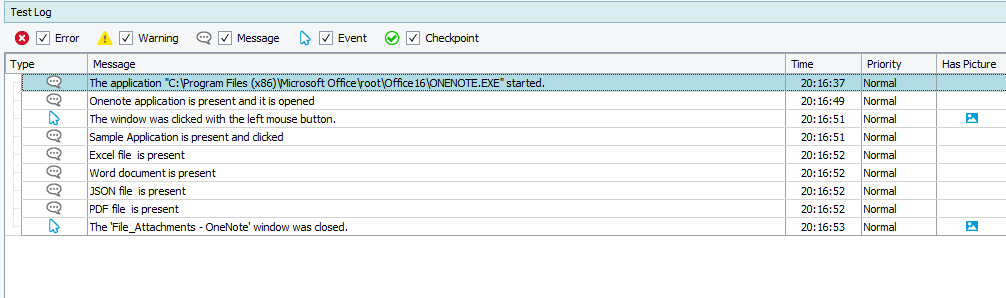 Test Log
Error Warning Message Event Checkpoint
Type Message Time Priority Has Picture
The application "C:\Program Files (x86)\Microsoft Office\root\Office16\ONENOTE.EXE" started. 20:16:37 Normal
Onenote application is present and it is opened 20:16:49 Normal
The window was clicked with the left mouse button. 20:16:51 Normal
Sample Application is present and clicked 20:16:51 Normal
Excel file  is present 20:16:52 Normal
Word document is present 20:16:52 Normal
JSON file  is present 20:16:52 Normal
PDF file  is present 20:16:52 Normal
The 'File_Attachments - OneNote' window was closed. 20:16:53 Normal